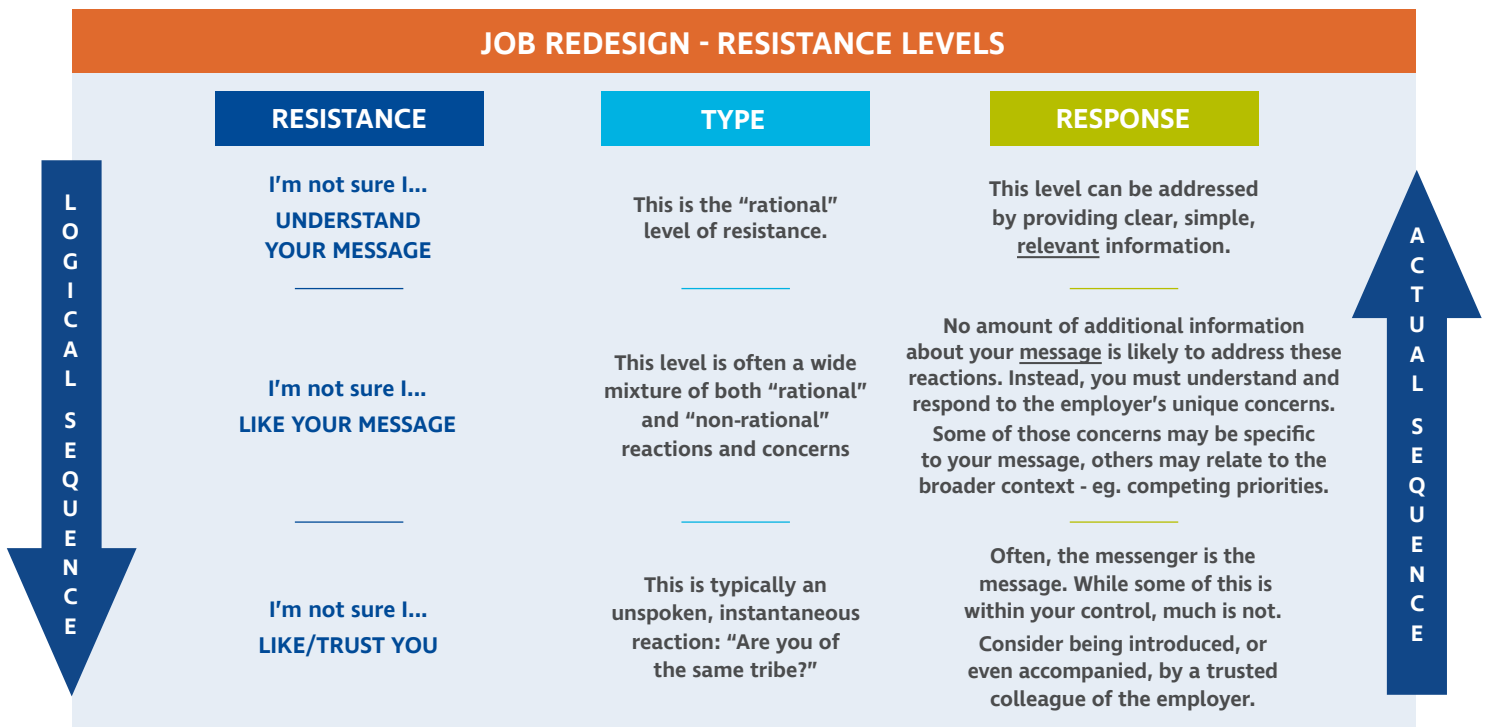 JOB REDESIGN - RESISTANCE LEVELS
RESISTANCE
TYPE
RESPONSE
LOGICAL SEQUENCE
I'm not sure I...
UNDERSTAND
YOUR MESSAGE
This is the “rational”
level of resistance.
This level can be addressed
by providing clear, simple,
relevant information.
I'm not sure I...
LIKE YOUR MESSAGE
This level is often a wide
mixture of both “rational”
and “non-rational”
reactions and concerns
No amount of additional information
about your message is likely to address these
reactions. Instead, you must understand and
respond to the employer's unique concerns.
Some of those concerns may be specific
to your message, others may relate to the
broader context - eg. competing priorities.
I'm not sure I...
LIKE/TRUST YOU
This is typically an
unspoken, instantaneous
reaction: “Are you of
the same tribe?”
Often, the messenger is the
message. While some of this is
within your control, much is not.
Consider being introduced, or
even accompanied, by a trusted
colleague of the employer.
ACTUAL SEQUENCE